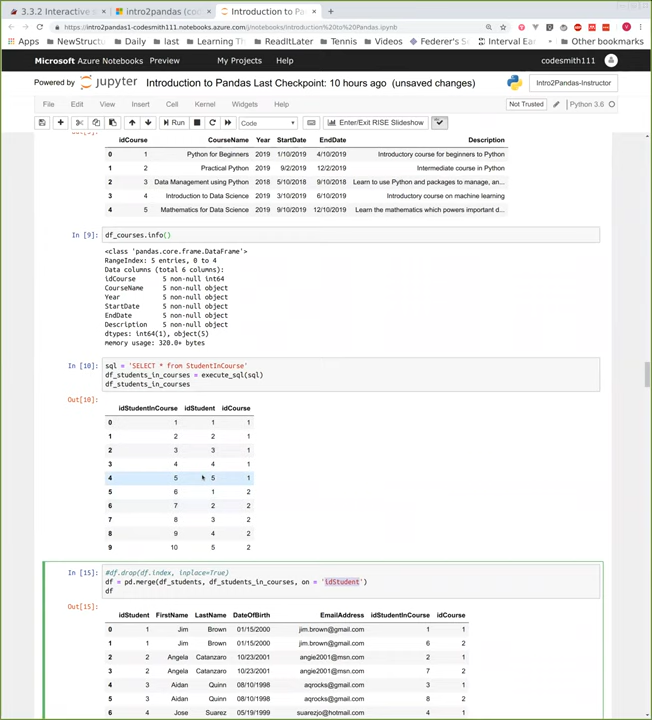 3.3.2 Interactive s ×
intro2pandas (cod ×
Introduction to Pan ×
+
https://intro2pandas1-codesmith111.notebooks.azure.com/j/notebooks/Introduction%20to%20Pandas.ipynb
Apps NewStructu Daily last Learning Ti ReadItLater Tennis Videos Federer's S Interval Ear » Other bookmarks
Microsoft Azure Notebooks Preview My Projects Help codesmith111
Powered by jupyter Introduction to Pandas Last Checkpoint: 10 hours ago (unsaved changes) Intro2Pandas-Instructor
File Edit View Insert Cell Kernel Widgets Help Not Trusted Python 3.6
Run Code Enter/Exit RISE Slideshow
idCourse CourseName Year StartDate EndDate Description
0 1 Python for Beginners 2019 1/10/2019 4/10/2019 Introductory course for beginners to Python
1 2 Practical Python 2019 9/2/2019 12/2/2019 Intermediate course in Python
2 3 Data Management using Python 2018 5/10/2018 9/10/2018 Learn to use Python and packages to manage, an...
3 4 Introduction to Data Science 2019 3/10/2019 6/10/2019 Introductory course on machine learning
4 5 Mathematics for Data Science 2019 9/10/2019 12/10/2019 Learn the mathematics which powers important d...
In [9]: df_courses.info()
<class 'pandas.core.frame.DataFrame'>
RangeIndex: 5 entries, 0 to 4
Data columns (total 6 columns):
idCourse 5 non-null int64
CourseName 5 non-null object
Year 5 non-null object
StartDate 5 non-null object
EndDate 5 non-null object
Description 5 non-null object
dtypes: int64(1), object(5)
memory usage: 320.0+ bytes
In [10]: sql = 'SELECT * from StudentInCourse'
df_students_in_courses = execute_sql(sql)
df_students_in_courses
Out[10]:
idStudentInCourse idStudent idCourse
0 1 1 1
1 2 2 1
2 3 3 1
3 4 4 1
4 5 5 1
5 6 1 2
6 7 2 2
7 8 3 2
8 9 4 2
9 10 5 2
In [15]: #df.drop(df.index, inplace=True)
df = pd.merge(df_students, df_students_in_courses, on = 'idStudent')
df
Out[15]:
idStudent FirstName LastName DateOfBirth EmailAddress idStudentInCourse idCourse
0 1 Jim Brown 01/15/2000 jim.brown@gmail.com 1 1
1 1 Jim Brown 01/15/2000 jim.brown@gmail.com 6 2
2 2 Angela Catanzaro 10/23/2001 angie2001@msn.com 2 1
3 2 Angela Catanzaro 10/23/2001 angie2001@msn.com 7 2
4 3 Aidan Quinn 08/10/1998 aqrocks@gmail.com 3 1
5 3 Aidan Quinn 08/10/1998 aqrocks@gmail.com 8 2
6 4 Jose Suarez 05/19/1999 suarezjo@hotmail.com 4 1